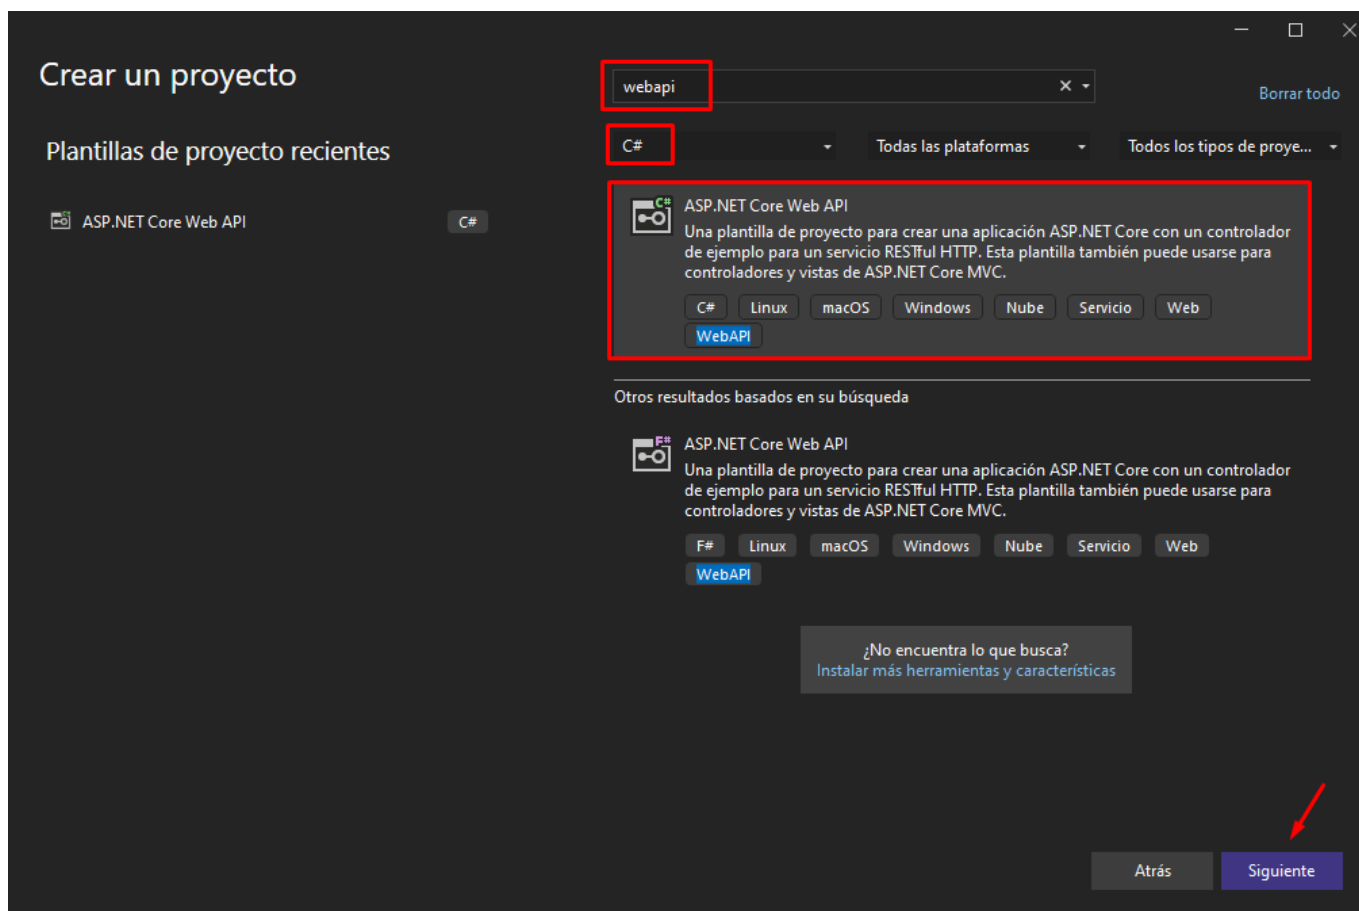 Crear un proyecto
webapi
Borrar todo
Plantillas de proyecto recientes
C#
Todas las plataformas
Todos los tipos de proye...
ASP.NET Core Web API
C#
C#
ASP.NET Core Web API
Una plantilla de proyecto para crear una aplicación ASP.NET Core con un controlador
de ejemplo para un servicio RESTful HTTP. Esta plantilla también puede usarse para
controladores y vistas de ASP.NET Core MVC.
C# Linux macOS Windows Nube Servicio Web
WebAPI
Otros resultados basados en su búsqueda
F#
ASP.NET Core Web API
Una plantilla de proyecto para crear una aplicación ASP.NET Core con un controlador
de ejemplo para un servicio RESTful HTTP. Esta plantilla también puede usarse para
controladores y vistas de ASP.NET Core MVC.
F# Linux macOS Windows Nube Servicio Web
WebAPI
¿No encuentra lo que busca?
Instalar más herramientas y características
Atrás
Siguiente